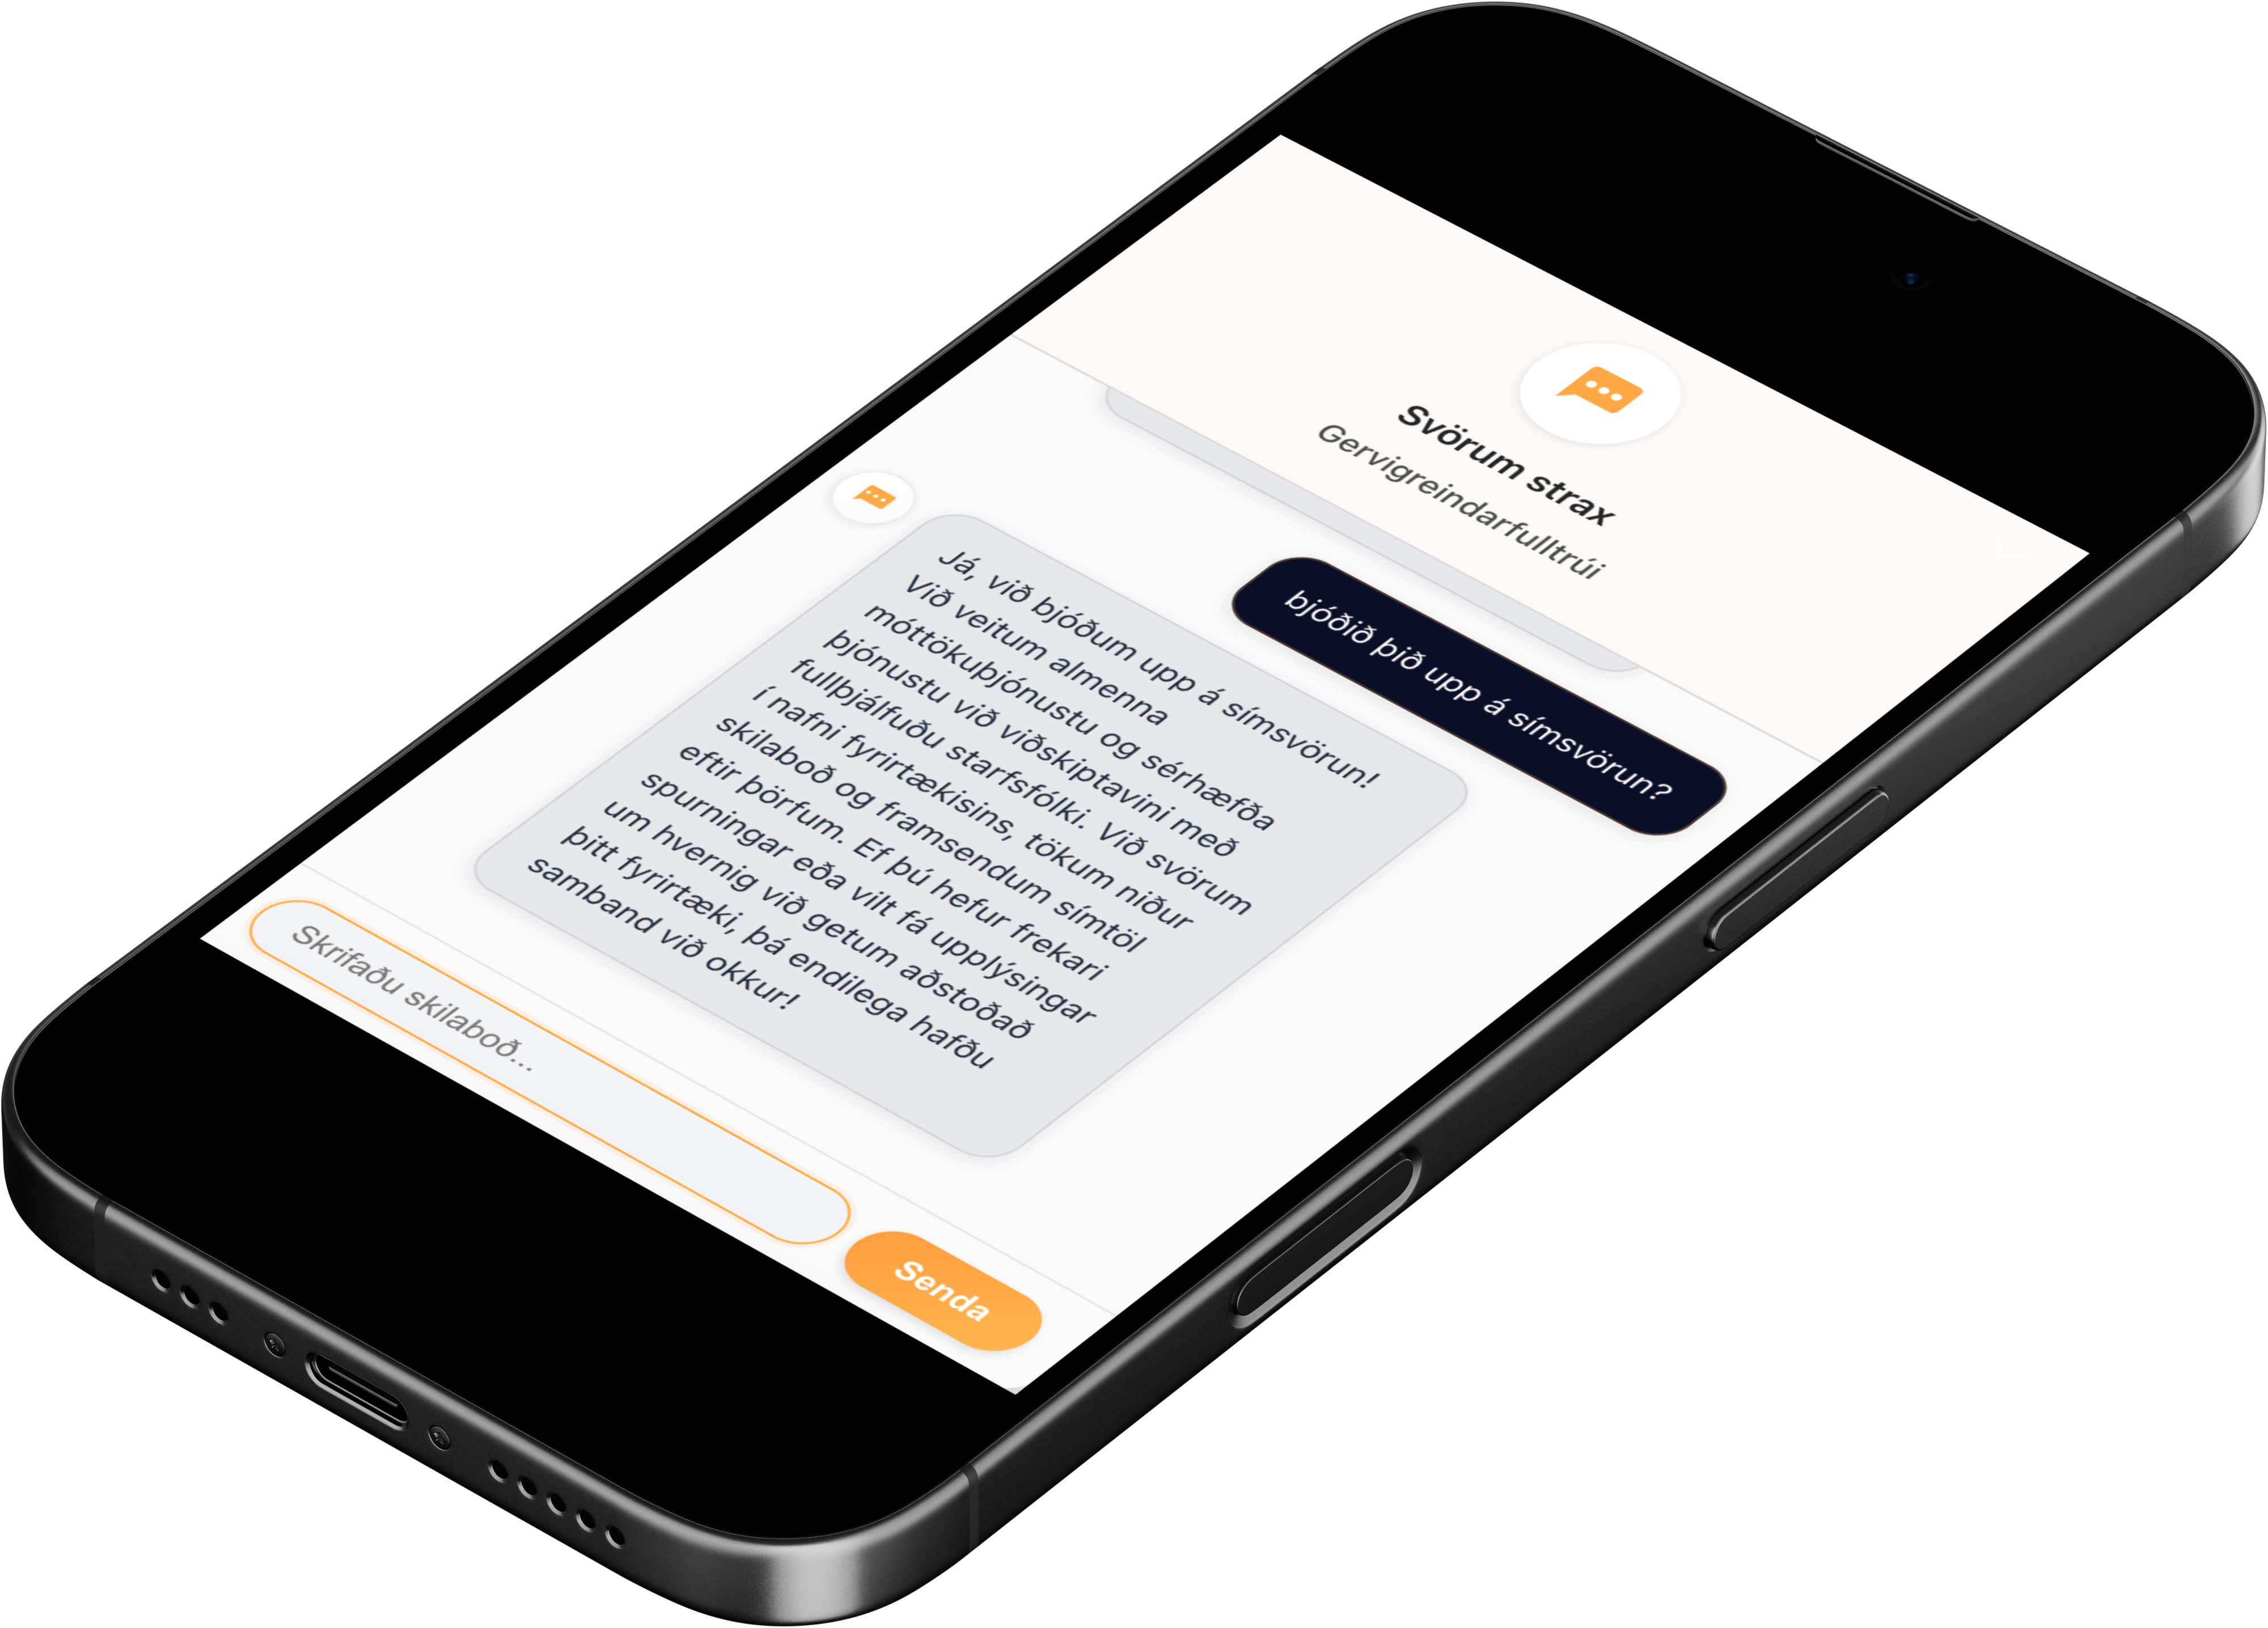 Svörum strax
Gervigreindarfulltrúi
bjóðið þið upp á símsvörun?
Já, við bjóðum upp á símsvörun!
Við veitum almenna
móttökuþjónustu og sérhæfða
þjónustu við viðskiptavini með
fullþjálfuðu starfsfólki. Við svörum
í nafni fyrirtækisins, tökum niður
skilaboð og framsendum símtöl
eftir þörfum. Ef þú hefur frekari
spurningar eða vilt fá upplýsingar
um hvernig við getum aðstoðað
þitt fyrirtæki, þá endilega hafðu
samband við okkur!
Skrifaðu skilaboð...
Senda